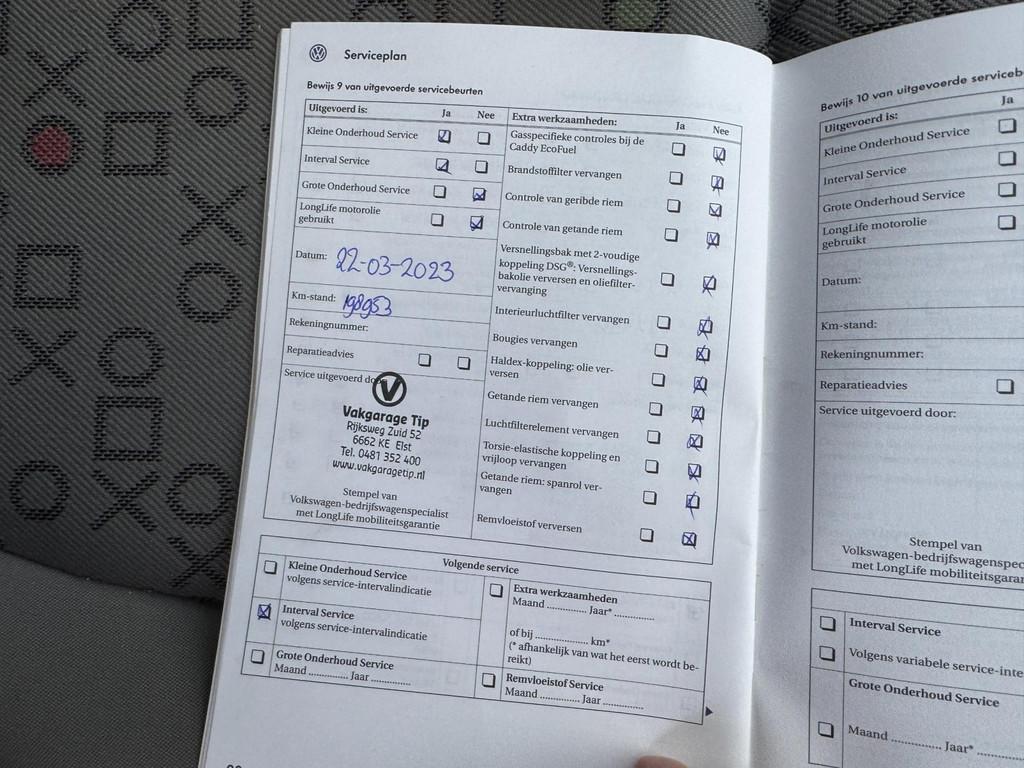 Serviceplan
Bewijs 9 van uitgevoerde servicebeurten
Uitgevoerd is: Ja Nee
Kleine Onderhoud Service
Interval Service
Grote Onderhoud Service
LongLife motorolie
gebruikt
Datum: 22-03-2023
Km-stand: 198953
Rekeningnummer:
Reparatieadvies
Service uitgevoerd do
V
Vakgarage Tip
Rijksweg Zuid 52
6662 KE Elst
Tel. 0481 352 400
www.vakgaragetip.nl
Stempel van
Volkswagen-bedrijfswagenspecialist
met LongLife mobiliteitsgarantie
Extra werkzaamheden: Ja Nee
Gasspecifieke controles bij de
Caddy EcoFuel
Brandstoffilter vervangen
Controle van geribde riem
Controle van getande riem
Versnellingsbak met 2-voudige
koppeling DSG®: Versnellings-
bakolie verversen en oliefilter-
vervanging
Interieurluchtfilter vervangen
Bougies vervangen
Haldex-koppeling: olie ver-
versen
Getande riem vervangen
Luchtfilterelement vervangen
Torsie-elastische koppeling en
vrijloop vervangen
Getande riem: spanrol ver-
vangen
Remvloeistof verversen
Volgende service
Kleine Onderhoud Service
volgens service-intervalindicatie
Interval Service
volgens service-intervalindicatie
Grote Onderhoud Service
Maand .............. Jaar ..............
Extra werkzaamheden
Maand .............. Jaar* ..............
of bij .................. km*
(* afhankelijk van wat het eerst wordt be-
reikt)
Remvloeistof Service
Maand .............. Jaar ..............
Bewijs 10 van uitgevoerde serviceb
Uitgevoerd is: Ja
Kleine Onderhoud Service
Interval Service
Grote Onderhoud Service
LongLife motorolie
gebruikt
Datum:
Km-stand:
Rekeningnummer:
Reparatieadvies
Service uitgevoerd door:
Stempel van
Volkswagen-bedrijfswagenspec
met LongLife mobiliteitsgaran
Interval Service
Volgens variabele service-inte
Grote Onderhoud Service
Maand .................. Jaar* ......